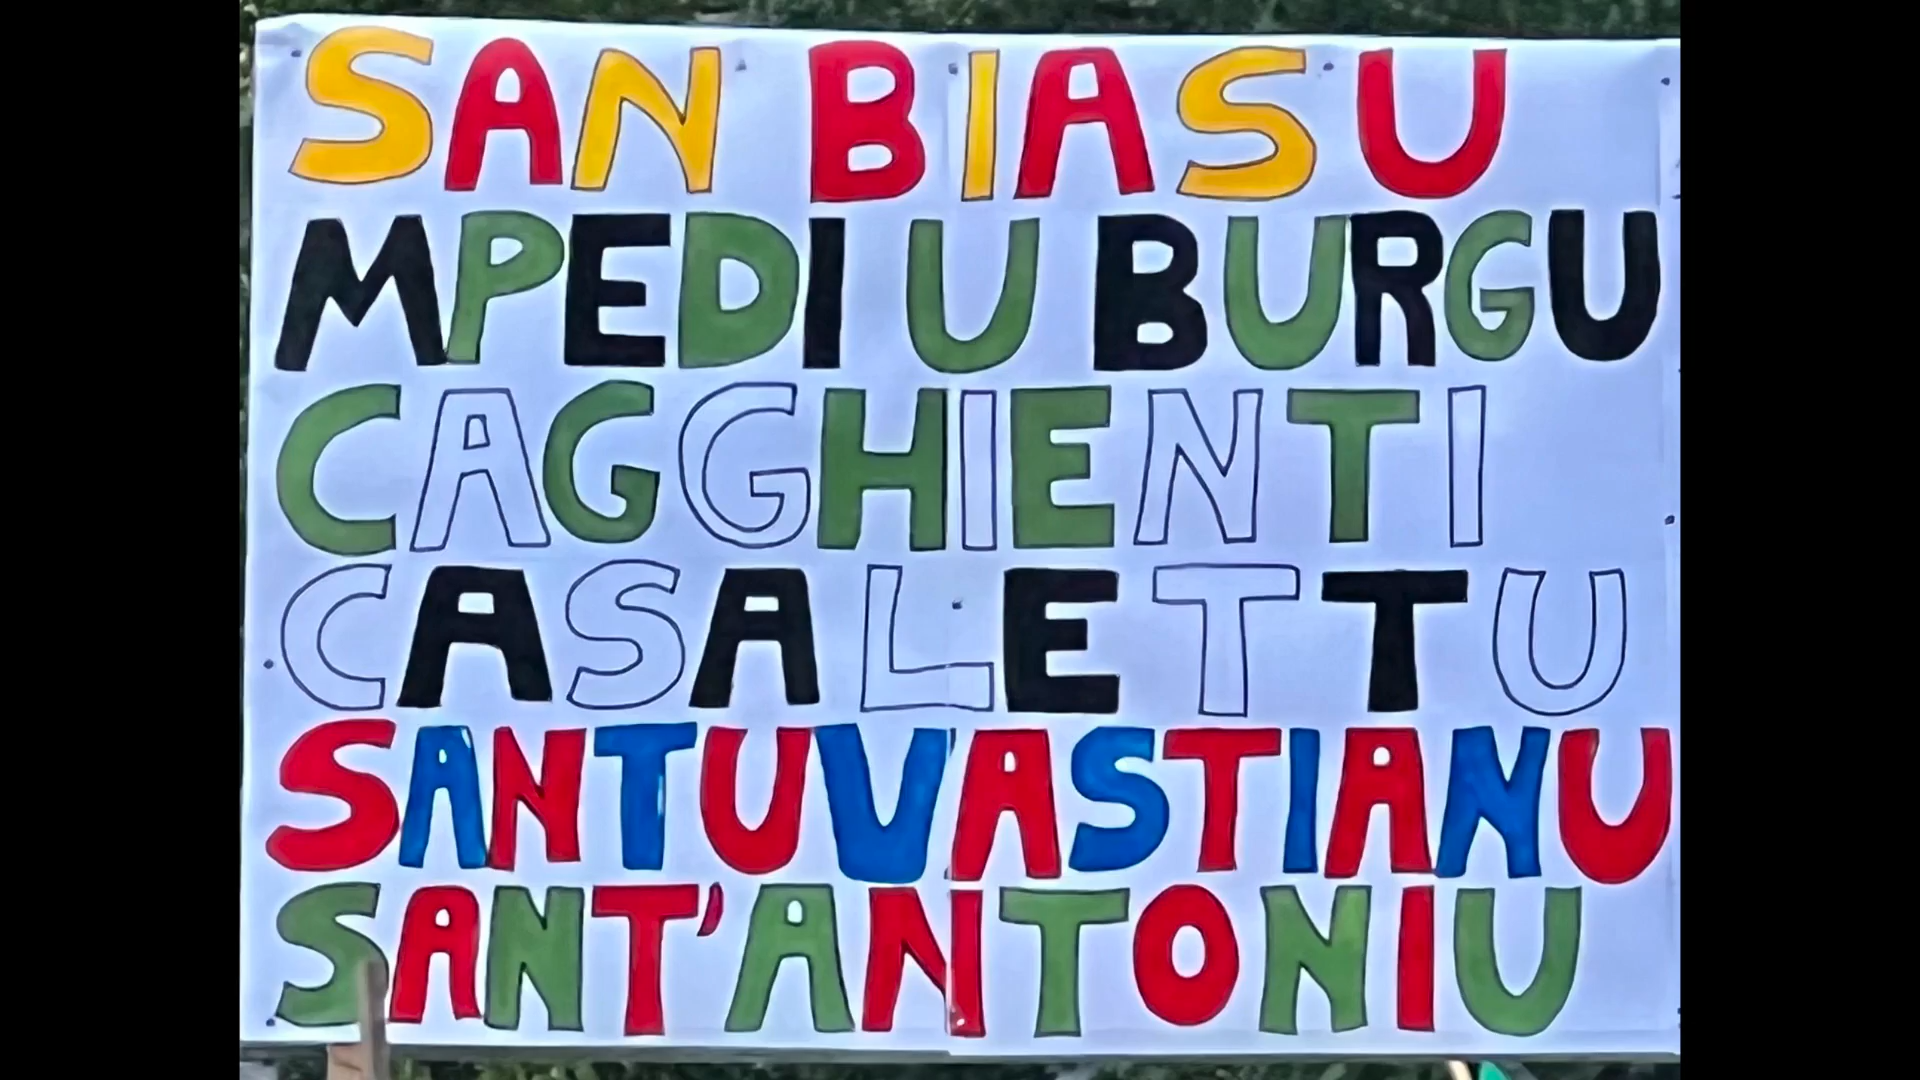 SAN BIASU
MPEDI U BURGU
CAGGHIENTI
CASALETTU
SANTUVASTIANU
SANT'ANTONIU